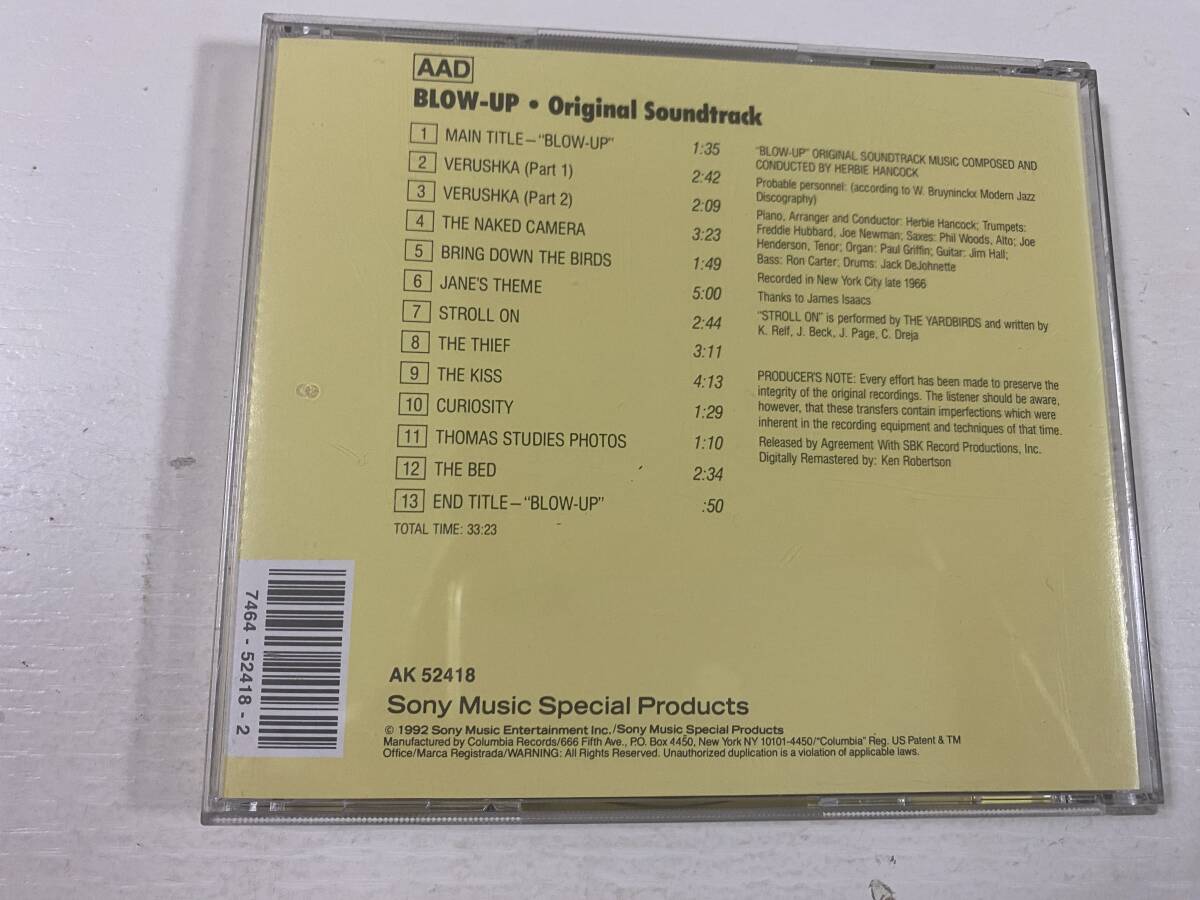 AAD
BLOW-UP • Original Soundtrack
1 MAIN TITLE–"BLOW-UP" 1:35
2 VERUSHKA (Part 1) 2:42
3 VERUSHKA (Part 2) 2:09
4 THE NAKED CAMERA 3:23
5 BRING DOWN THE BIRDS 1:49
6 JANE'S THEME 5:00
7 STROLL ON 2:44
8 THE THIEF 3:11
9 THE KISS 4:13
10 CURIOSITY 1:29
11 THOMAS STUDIES PHOTOS 1:10
12 THE BED 2:34
13 END TITLE–"BLOW-UP" :50
TOTAL TIME: 33:23
"BLOW-UP" ORIGINAL SOUNDTRACK MUSIC COMPOSED AND
CONDUCTED BY HERBIE HANCOCK
Probable personnel: (according to W. Bruyninckx Modern Jazz
Discography)
Piano, Arranger and Conductor: Herbie Hancock; Trumpets:
Freddie Hubbard, Joe Newman; Saxes: Phil Woods, Alto; Joe
Henderson, Tenor; Organ: Paul Griffin; Guitar: Jim Hall;
Bass: Ron Carter; Drums: Jack DeJohnette
Recorded in New York City late 1966
Thanks to James Isaacs
"STROLL ON" is performed by THE YARDBIRDS and written by
K. Relf, J. Beck, J. Page, C. Dreja
PRODUCER'S NOTE: Every effort has been made to preserve the
integrity of the original recordings. The listener should be aware,
however, that these transfers contain imperfections which were
inherent in the recording equipment and techniques of that time.
Released by Agreement With SBK Record Productions, Inc.
Digitally Remastered by: Ken Robertson
7464 - 52418 - 2
AK 52418
Sony Music Special Products
© 1992 Sony Music Entertainment Inc./Sony Music Special Products
Manufactured by Columbia Records/666 Fifth Ave., P.O. Box 4450, New York NY 10101-4450/"Columbia" Reg. US Patent & TM
Office/Marca Registrada/WARNING: All Rights Reserved. Unauthorized duplication is a violation of applicable laws.